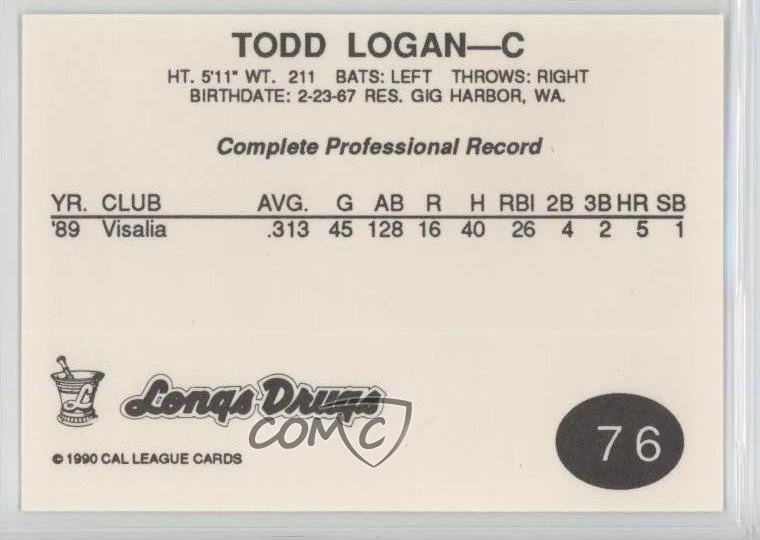 TODD LOGAN—C
HT. 5'11" WT. 211 BATS: LEFT THROWS: RIGHT
BIRTHDATE: 2-23-67 RES. GIG HARBOR, WA.
Complete Professional Record
YR. CLUB AVG. G AB R H RBI 2B 3B HR SB
'89 Visalia .313 45 128 16 40 26 4 2 5 1
L
Longs Drugs
COMC
76
© 1990 CAL LEAGUE CARDS